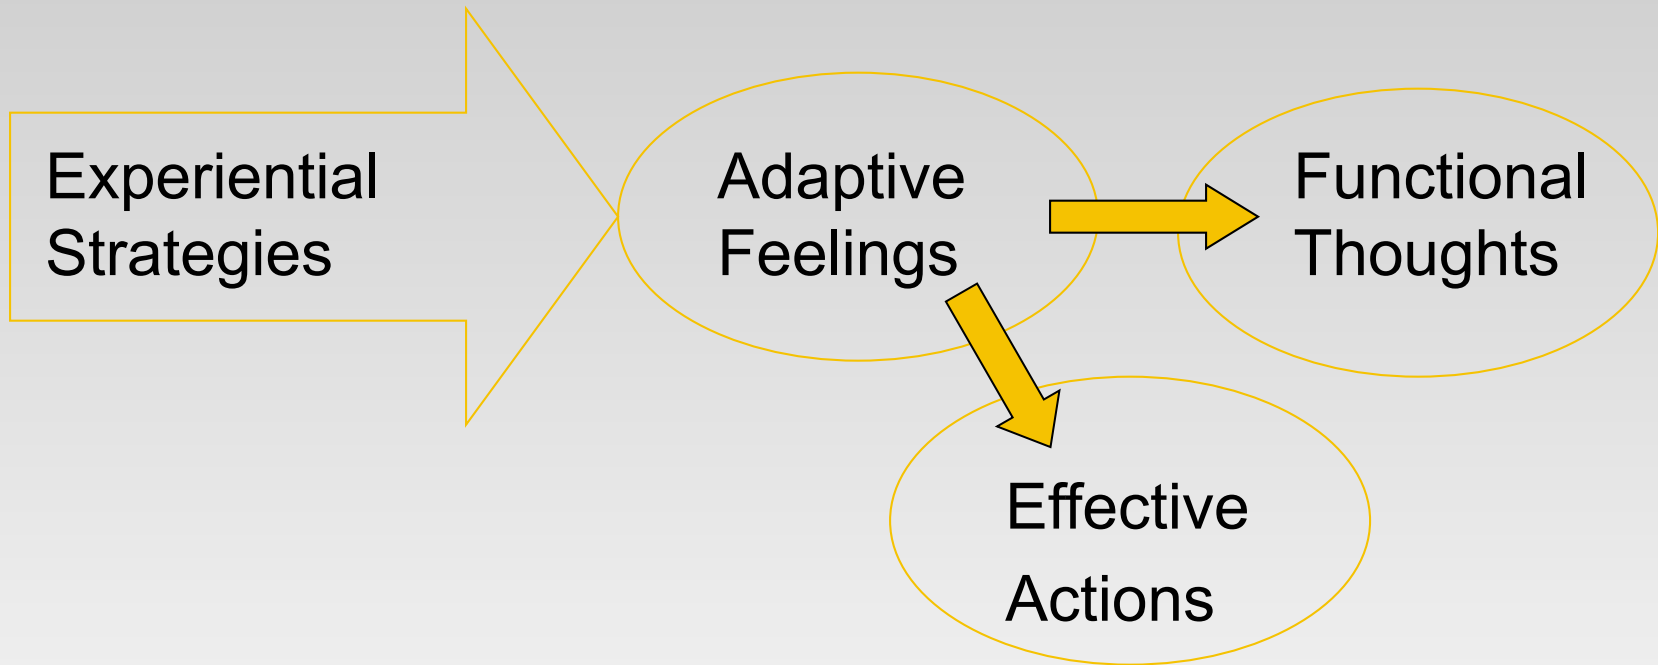 Experiential
Strategies
Adaptive
Feelings
Functional
Thoughts
Effective
Actions